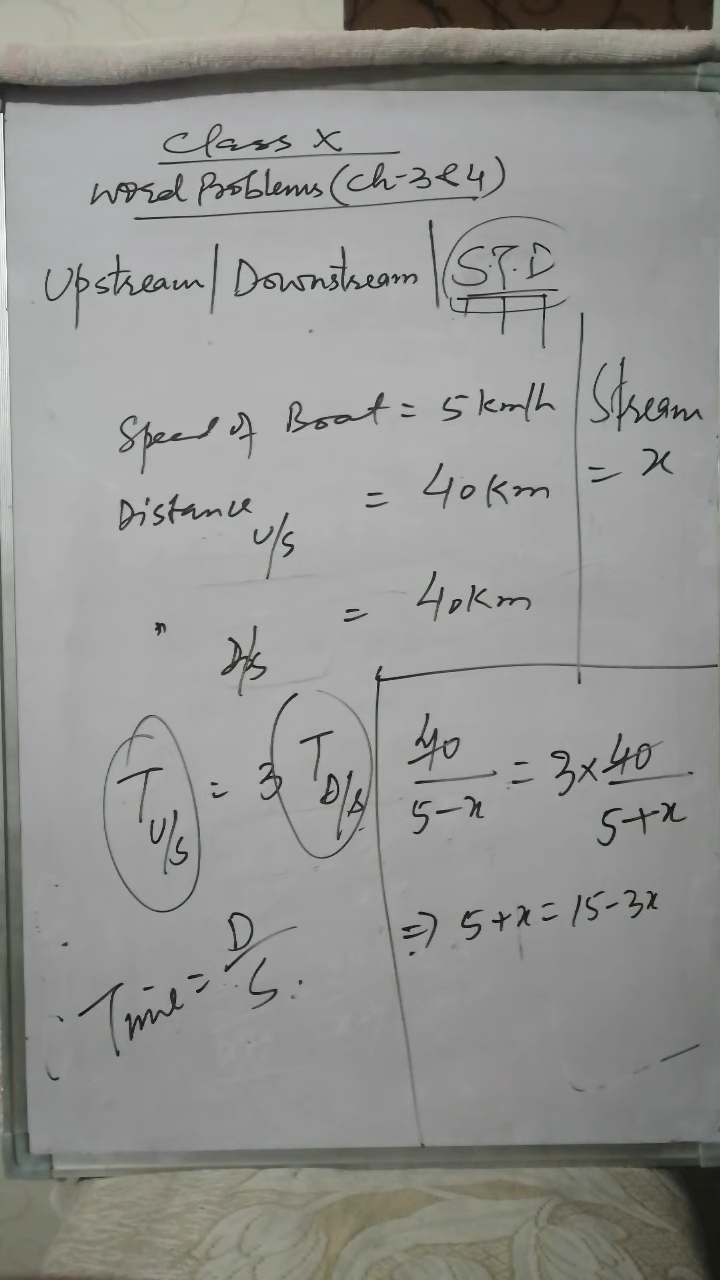 Class X
Word Problems (Ch-3 & 4)
Upstream | Downstream | S.T.D
Speed of Boat = 5 km/h
Stream
= x
Distance U/S = 40 Km
" D/S = 40 Km
T U/S = 3 T D/S
40/5-x = 3 × 40/5+x
⇒ 5+x = 15-3x
Time = D/S.